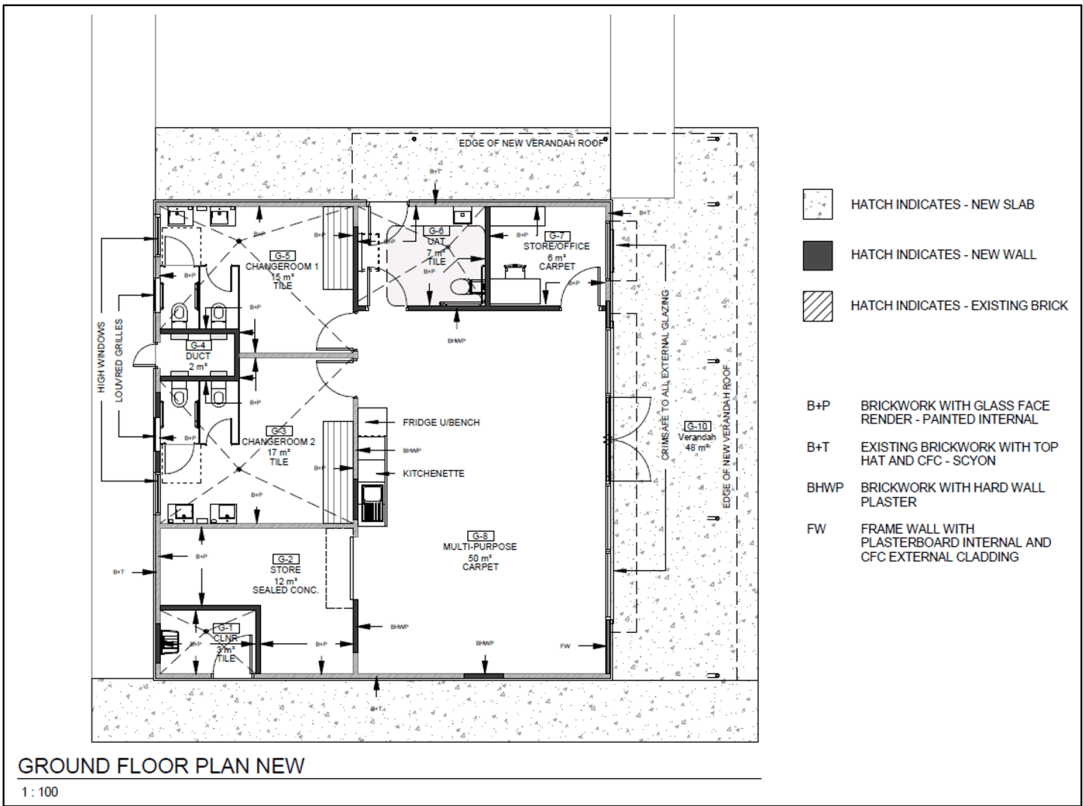 EDGE OF NEW VERANDAH ROOF
B+T
G-5
CHANGEROOM 1
15 m²
TILE
B+P
B+P
B+P
B+P
G-6
UAT
7 m²
TILE
B+P
B+P
G-7
STORE/OFFICE
6 m²
CARPET
B+P
B+P
B+T
G-4
DUCT
2 m²
HIGH WINDOWS
LOUVRED GRILLES
BHWP
G-3
CHANGEROOM 2
17 m²
TILE
B+P
B+P
B+P
B+P
FRIDGE U/BENCH
BHWP
KITCHENETTE
CRIMSAFE TO ALL EXTERNAL GLAZING
G-10
Verandah
48 m²
EDGE OF NEW VERANDAH ROOF
G-8
MULTI-PURPOSE
50 m²
CARPET
B+P
G-2
STORE
12 m²
SEALED CONC.
B+T
G-1
CLNR
3 m²
TILE
B+P
B+P
BHWP
BHWP
FW
B+T
HATCH INDICATES - NEW SLAB
HATCH INDICATES - NEW WALL
HATCH INDICATES - EXISTING BRICK
B+P BRICKWORK WITH GLASS FACE
RENDER - PAINTED INTERNAL
B+T EXISTING BRICKWORK WITH TOP
HAT AND CFC - SCYON
BHWP BRICKWORK WITH HARD WALL
PLASTER
FW FRAME WALL WITH
PLASTERBOARD INTERNAL AND
CFC EXTERNAL CLADDING
GROUND FLOOR PLAN NEW
1 : 100